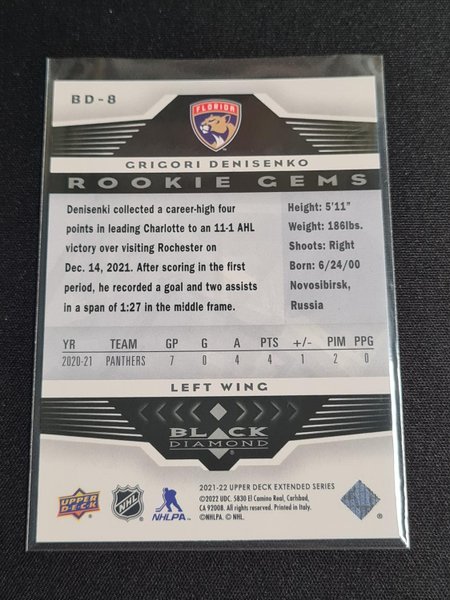 BD-8
FLORIDA
GRIGORI DENISENKO
ROOKIE GEMS
Denisenki collected a career-high four
points in leading Charlotte to an 11-1 AHL
victory over visiting Rochester on
Dec. 14, 2021. After scoring in the first
period, he recorded a goal and two assists
in a span of 1:27 in the middle frame.
Height: 5'11"
Weight: 186lbs.
Shoots: Right
Born: 6/24/00
Novosibirsk,
Russia
YR TEAM GP G A PTS +/- PIM PPG
2020-21 PANTHERS 7 0 4 4 1 2 0
LEFT WING
BLACK
DIAMOND
2021-22 UPPER DECK EXTENDED SERIES
©2022 UDC. 5830 El Camino Real, Carlsbad,
CA 92008. All rights reserved. Printed in Italy.
©NHLPA. © NHL.
UPPER
DECK
NHL
NHLPA
®